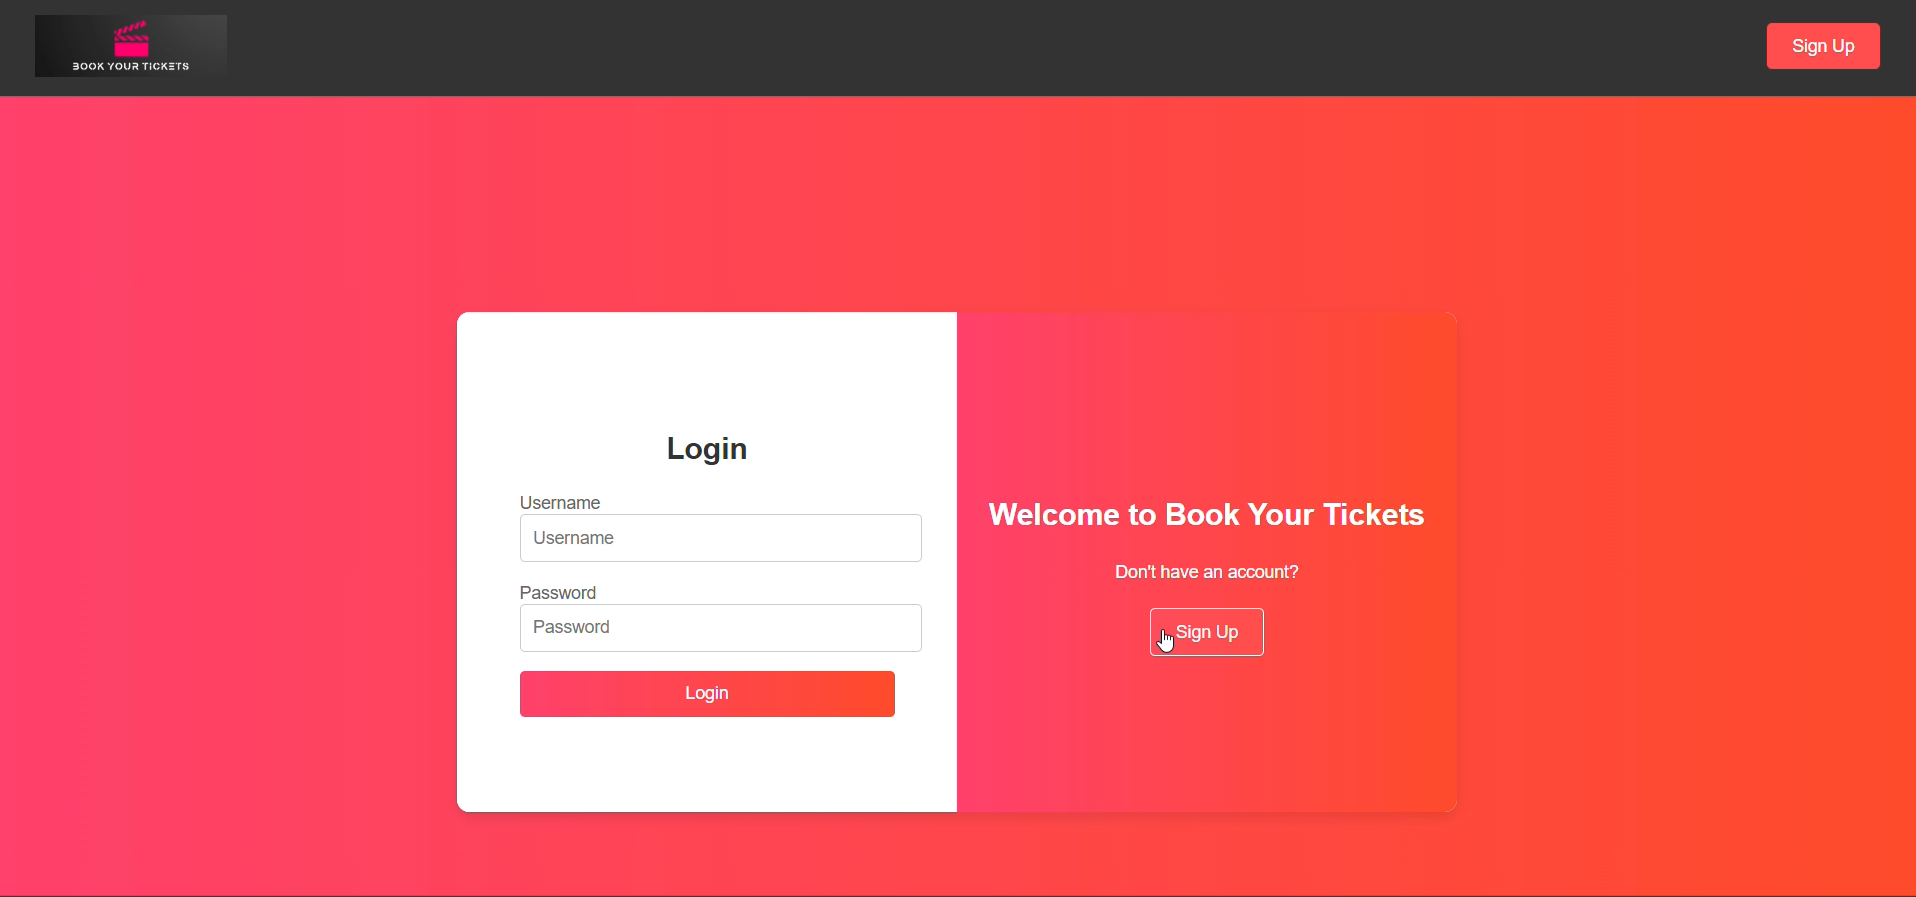 BOOK YOUR TICKETS
Sign Up
Login
Username
Username
Password
Password
Login
Welcome to Book Your Tickets
Don't have an account?
Sign Up